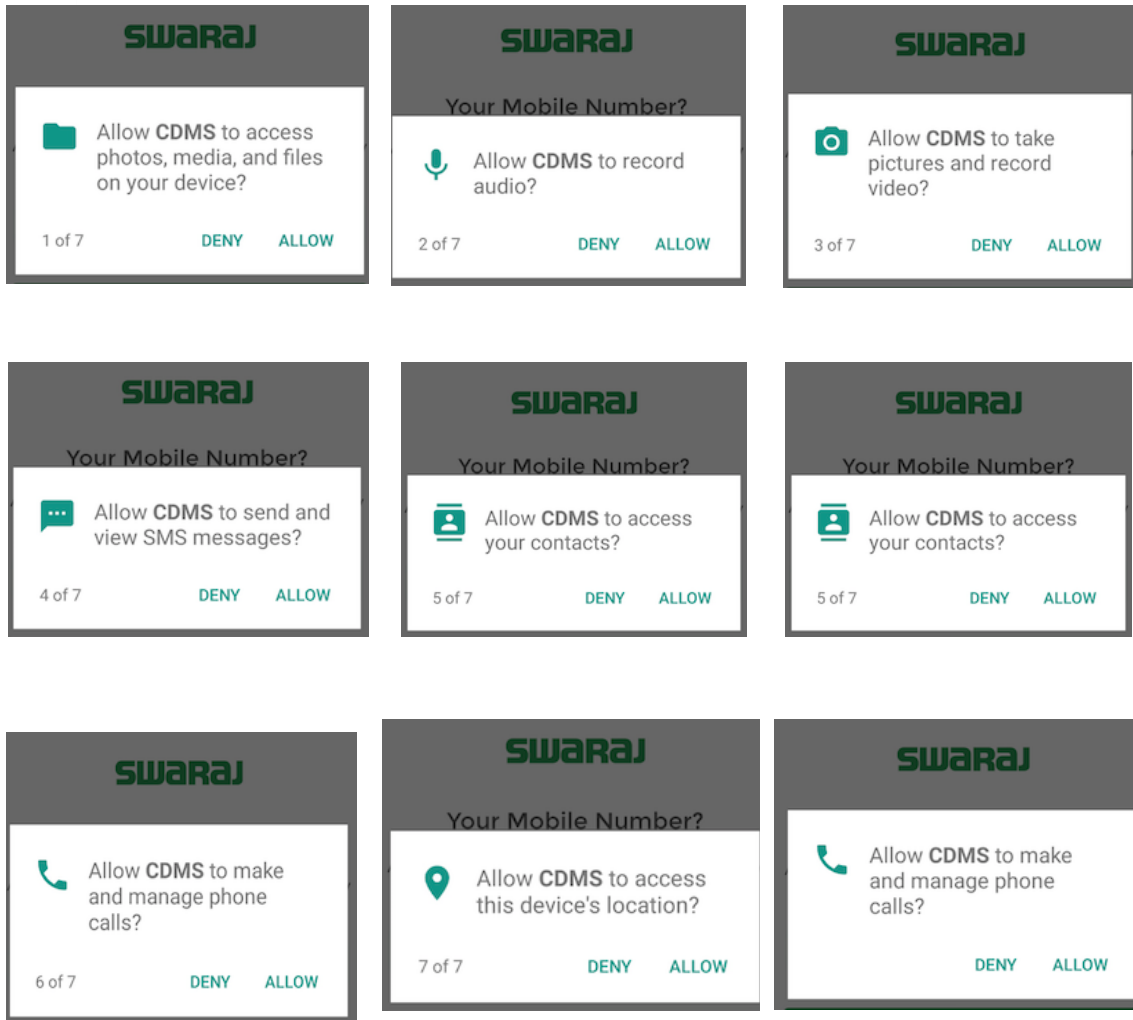 SWARAJ
Allow CDMS to access
photos, media, and files
on your device?
1 of 7 DENY ALLOW
SWARAJ
Your Mobile Number?
Allow CDMS to record
audio?
2 of 7 DENY ALLOW
SWARAJ
Allow CDMS to take
pictures and record
video?
3 of 7 DENY ALLOW
SWARAJ
Your Mobile Number?
Allow CDMS to send and
view SMS messages?
4 of 7 DENY ALLOW
SWARAJ
Your Mobile Number?
Allow CDMS to access
your contacts?
5 of 7 DENY ALLOW
SWARAJ
Your Mobile Number?
Allow CDMS to access
your contacts?
5 of 7 DENY ALLOW
SWARAJ
Allow CDMS to make
and manage phone
calls?
6 of 7 DENY ALLOW
SWARAJ
Your Mobile Number?
Allow CDMS to access
this device's location?
7 of 7 DENY ALLOW
SWARAJ
Allow CDMS to make
and manage phone
calls?
DENY ALLOW